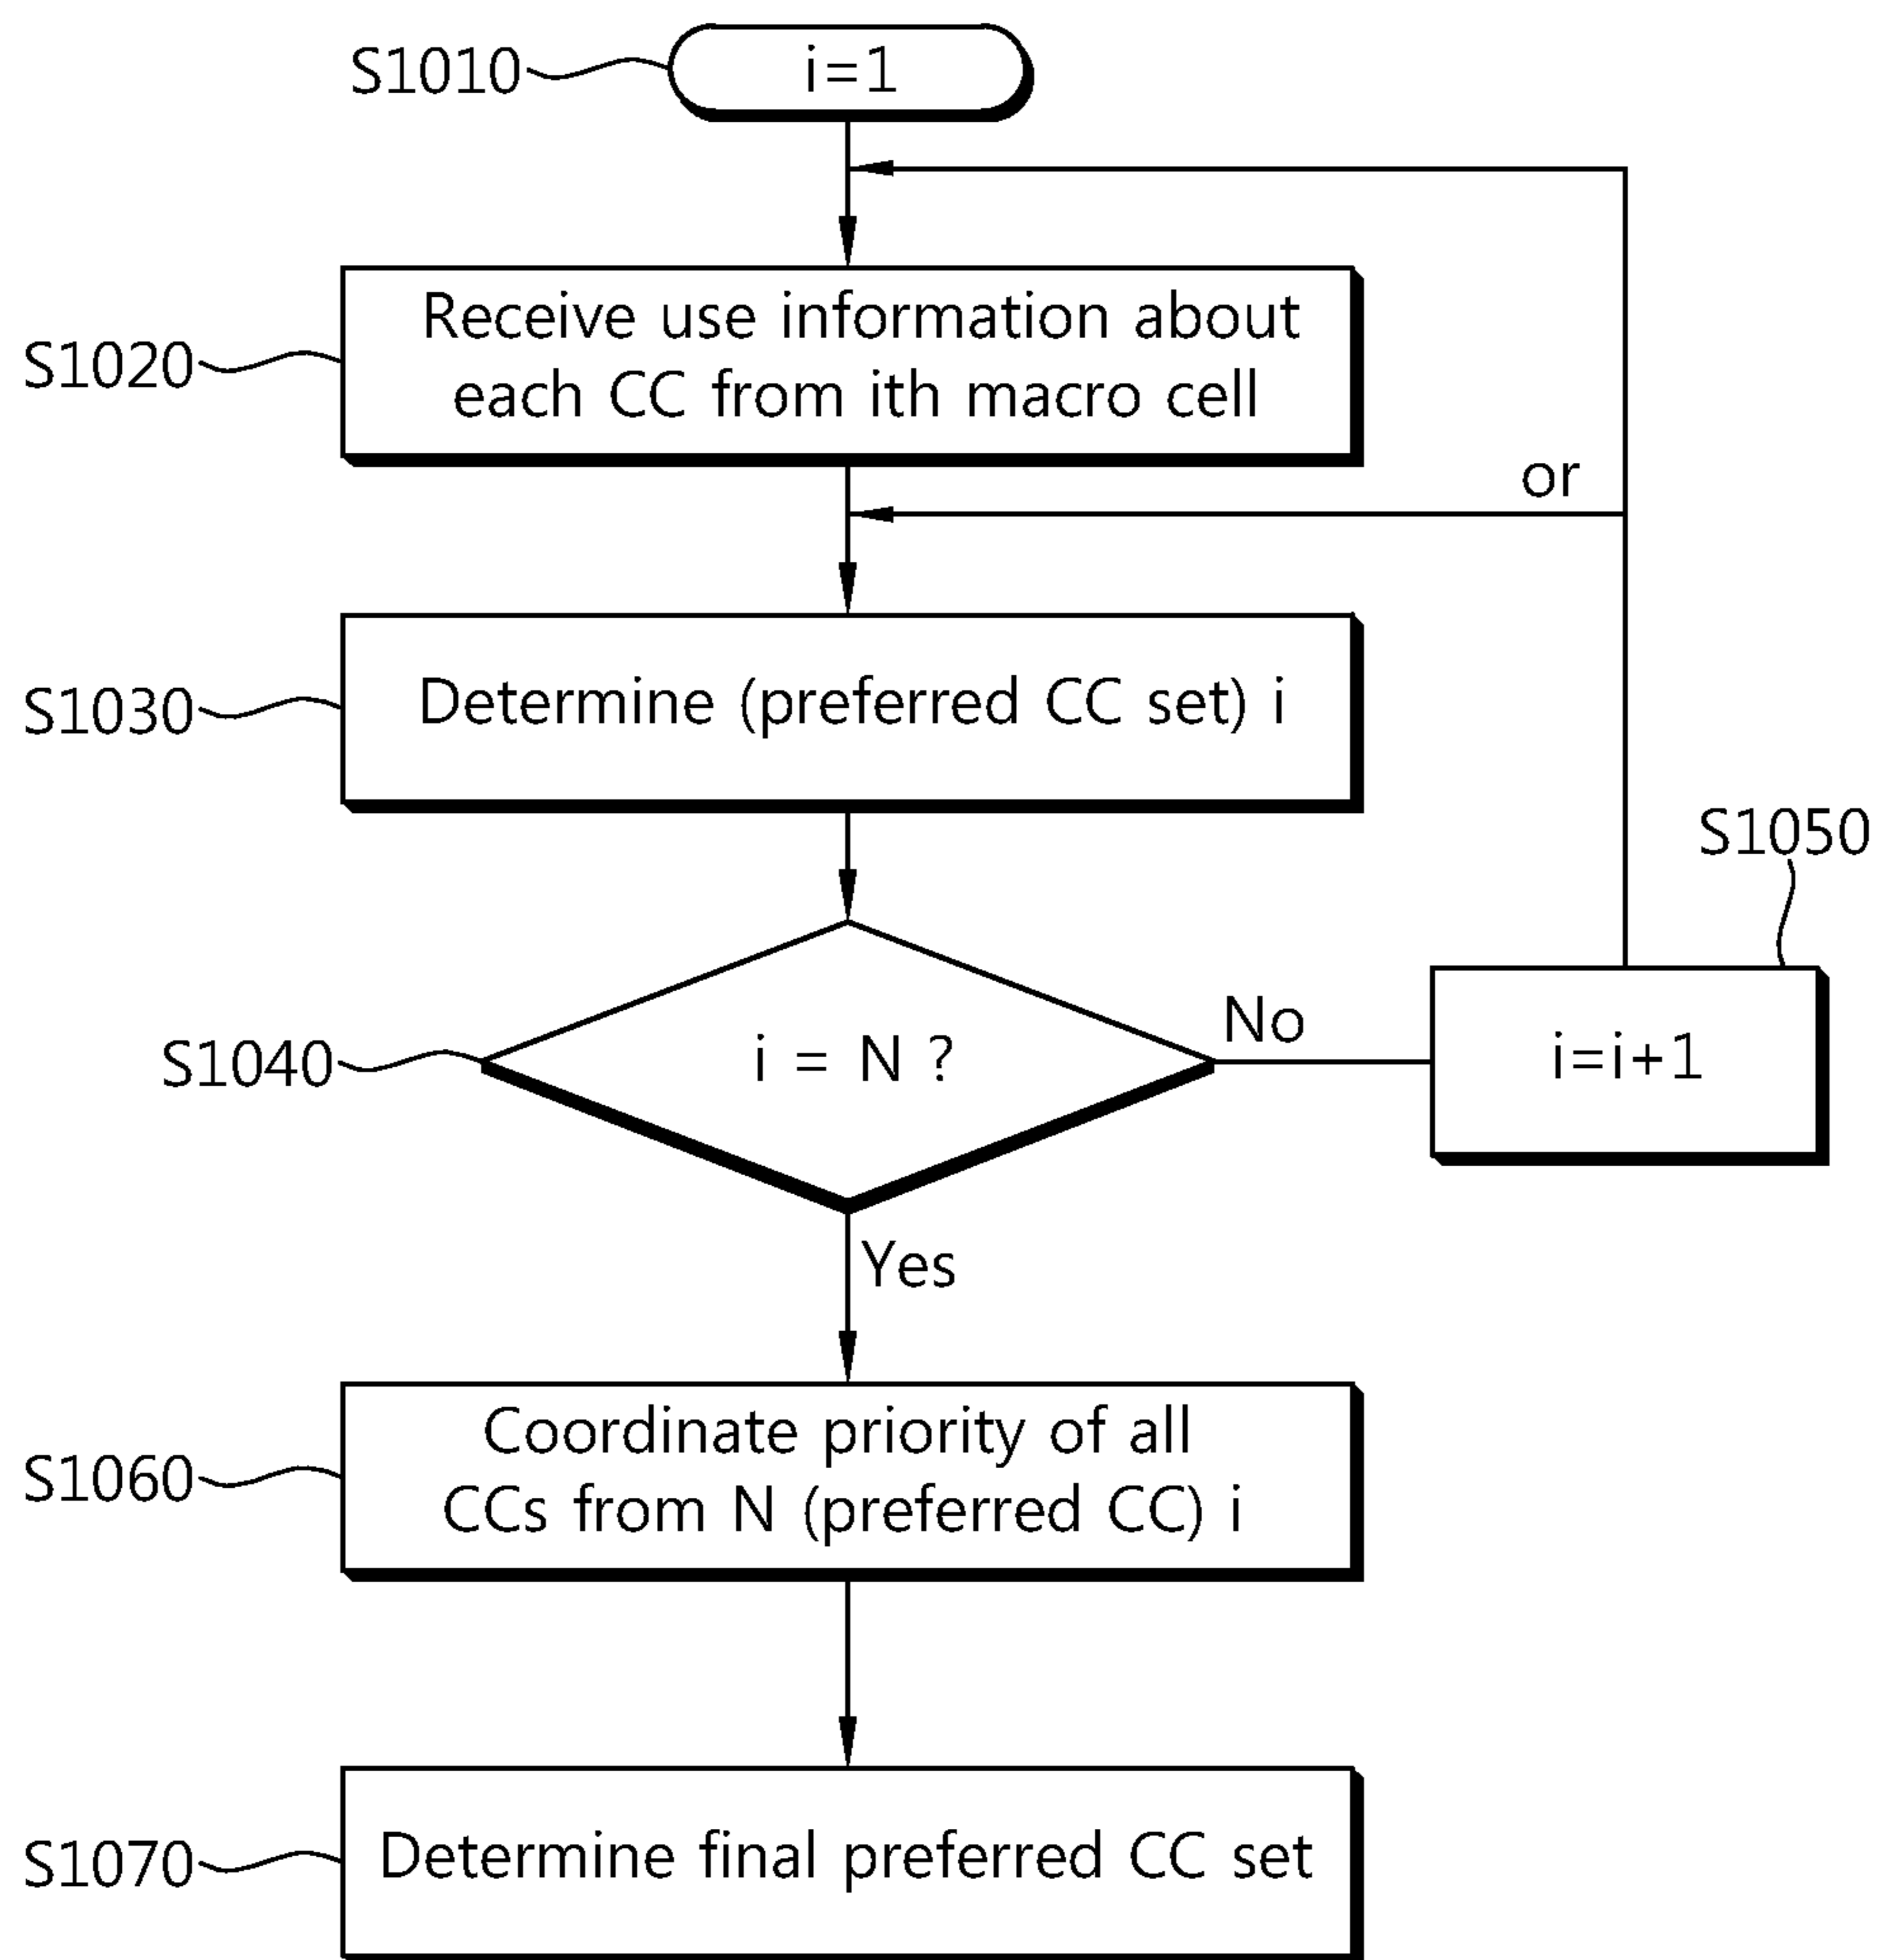 S1010
i=1
S1020
Receive use information about
each CC from ith macro cell
or
S1030
Determine (preferred CC set) i
S1050
S1040
i = N ?
No
i=i+1
Yes
S1060
Coordinate priority of all
CCs from N (preferred CC) i
S1070
Determine final preferred CC set